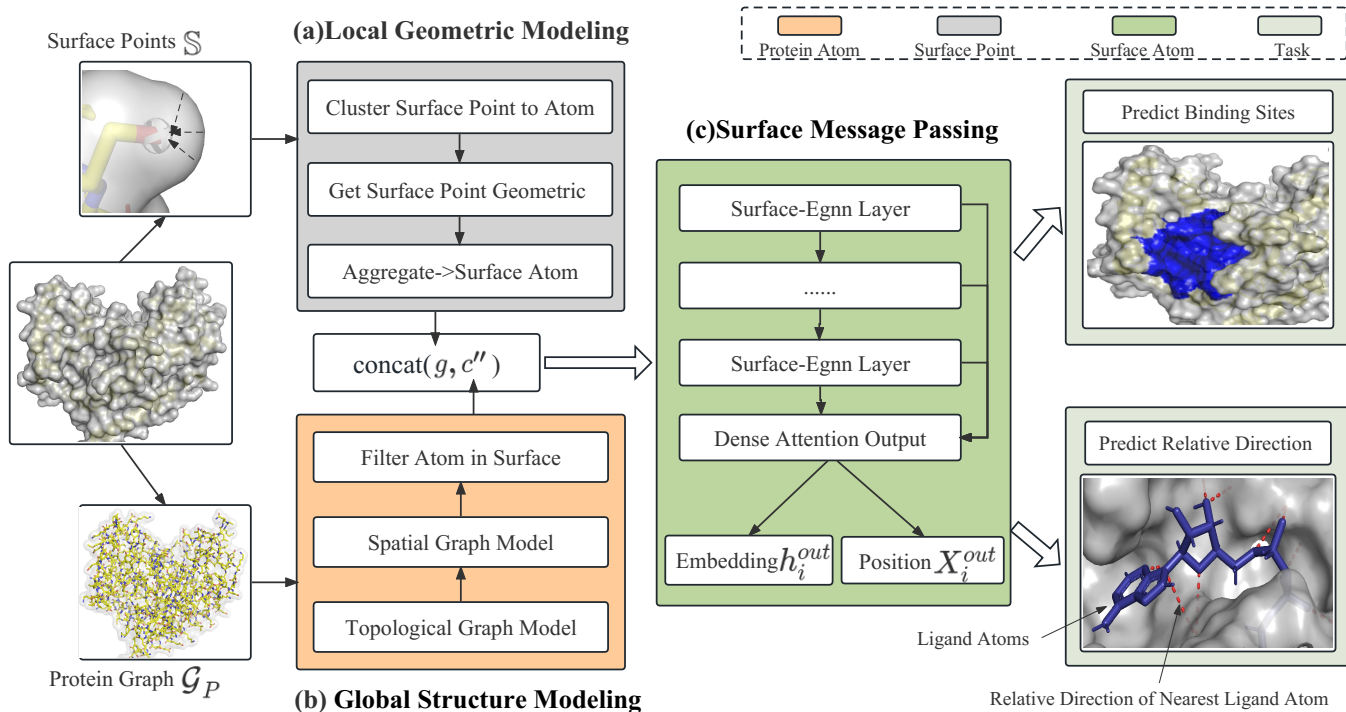 Surface Points 𝕊
(a)Local Geometric Modeling
Cluster Surface Point to Atom
Get Surface Point Geometric
Aggregate->Surface Atom
concat(g, c'')
Filter Atom in Surface
Spatial Graph Model
Topological Graph Model
(b) Global Structure Modeling
Protein Graph 𝒢_P
(c)Surface Message Passing
Surface-Egnn Layer
......
Surface-Egnn Layer
Dense Attention Output
Embedding h_i^{out}
Position X_i^{out}
Protein Atom
Surface Point
Surface Atom
Task
Predict Binding Sites
Predict Relative Direction
Ligand Atoms
Relative Direction of Nearest Ligand Atom